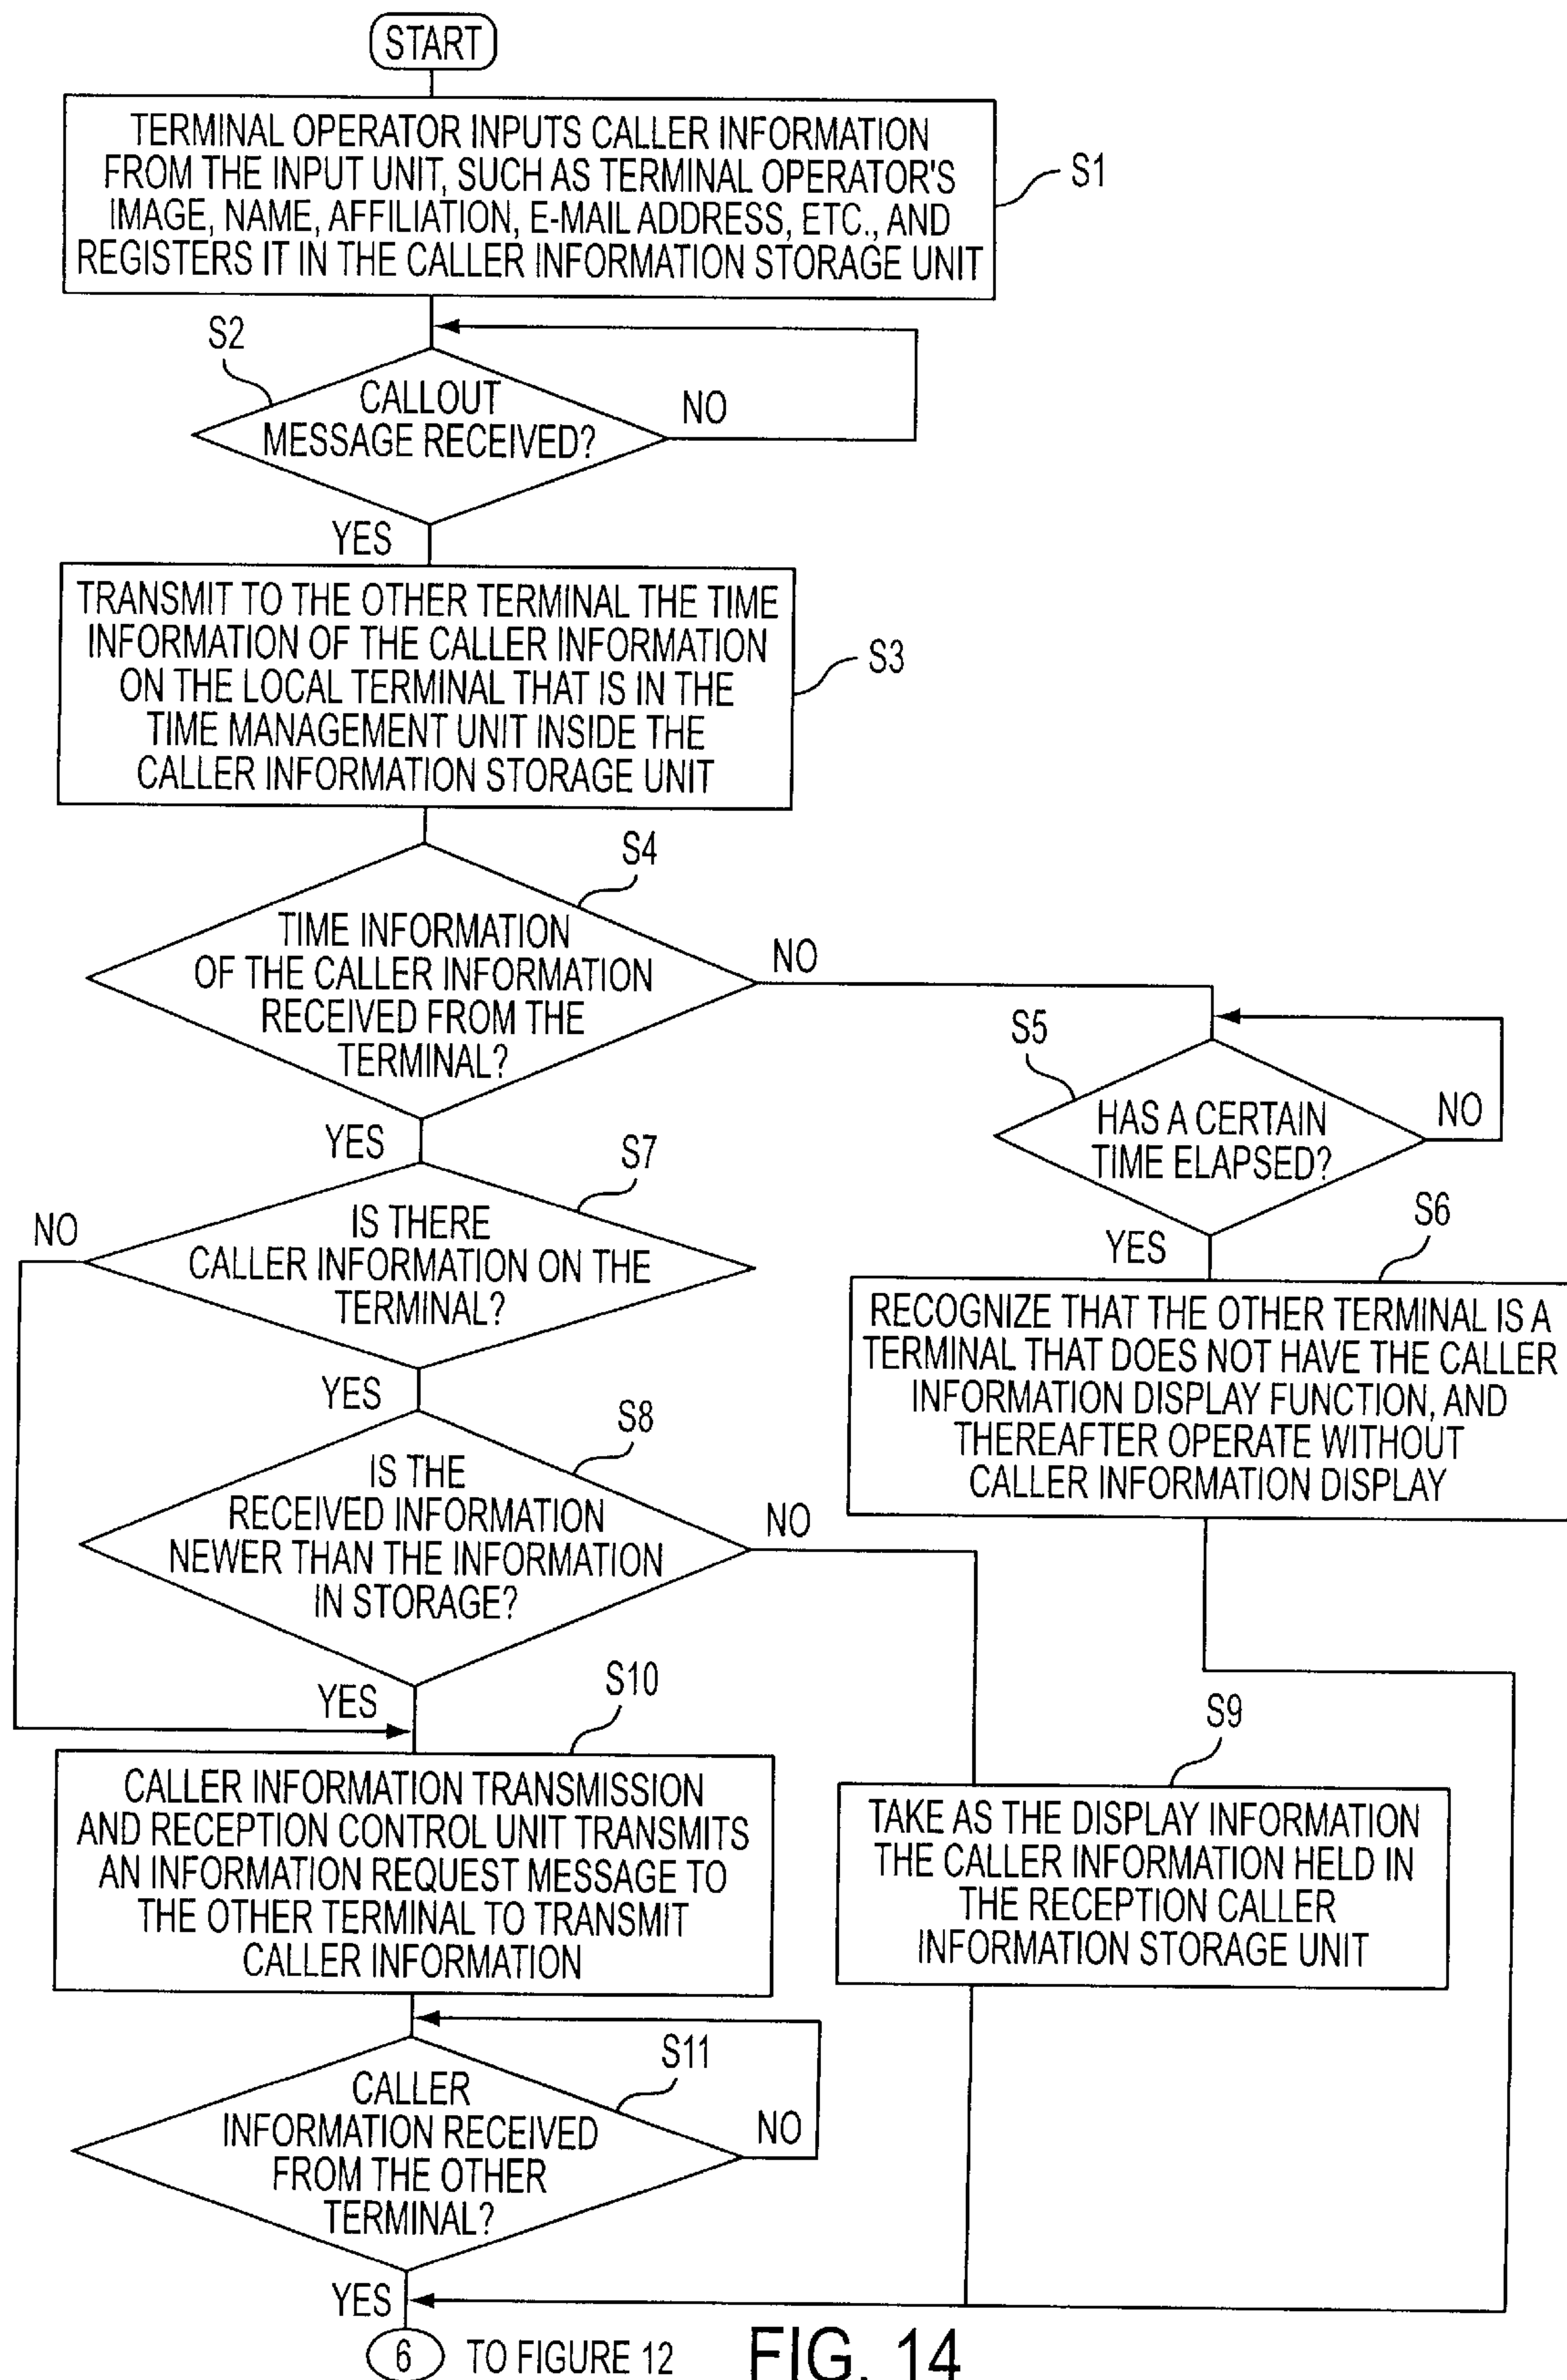 START
TERMINAL OPERATOR INPUTS CALLER INFORMATION
FROM THE INPUT UNIT, SUCH AS TERMINAL OPERATOR'S
IMAGE, NAME, AFFILIATION, E-MAIL ADDRESS, ETC., AND
REGISTERS IT IN THE CALLER INFORMATION STORAGE UNIT
S1
S2
CALLOUT
MESSAGE RECEIVED?
NO
YES
TRANSMIT TO THE OTHER TERMINAL THE TIME
INFORMATION OF THE CALLER INFORMATION
ON THE LOCAL TERMINAL THAT IS IN THE
TIME MANAGEMENT UNIT INSIDE THE
CALLER INFORMATION STORAGE UNIT
S3
S4
TIME INFORMATION
OF THE CALLER INFORMATION
RECEIVED FROM THE
TERMINAL?
NO
YES
S5
HAS A CERTAIN
TIME ELAPSED?
NO
YES
S6
RECOGNIZE THAT THE OTHER TERMINAL IS A
TERMINAL THAT DOES NOT HAVE THE CALLER
INFORMATION DISPLAY FUNCTION, AND
THEREAFTER OPERATE WITHOUT
CALLER INFORMATION DISPLAY
S7
IS THERE
CALLER INFORMATION ON THE
TERMINAL?
NO
YES
S8
IS THE
RECEIVED INFORMATION
NEWER THAN THE INFORMATION
IN STORAGE?
NO
YES
S9
TAKE AS THE DISPLAY INFORMATION
THE CALLER INFORMATION HELD IN
THE RECEPTION CALLER
INFORMATION STORAGE UNIT
S10
CALLER INFORMATION TRANSMISSION
AND RECEPTION CONTROL UNIT TRANSMITS
AN INFORMATION REQUEST MESSAGE TO
THE OTHER TERMINAL TO TRANSMIT
CALLER INFORMATION
S11
CALLER
INFORMATION RECEIVED
FROM THE OTHER
TERMINAL?
NO
YES
6 TO FIGURE 12
FIG. 14